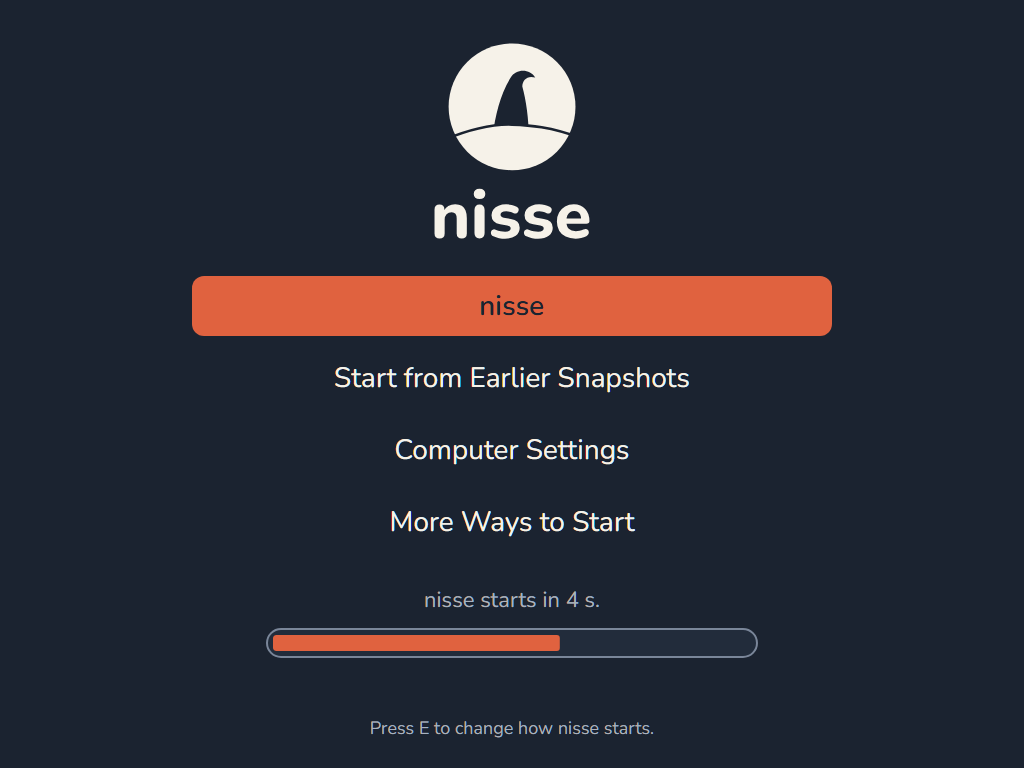 nisse
nisse
Start from Earlier Snapshots
Computer Settings
More Ways to Start
nisse starts in 4 s.
Press E to change how nisse starts.